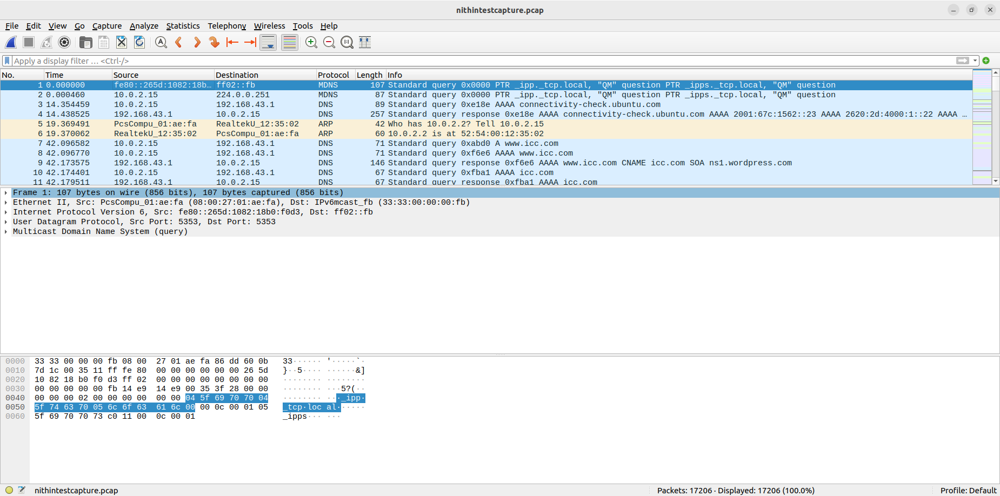 nithintestcapture.pcap
File Edit View Go Capture Analyze Statistics Telephony Wireless Tools Help
Apply a display filter … <Ctrl-/>
No. Time Source Destination Protocol Length Info
1 0.000000 fe80::265d:1082:18b… ff02::fb MDNS 107 Standard query 0x0000 PTR _ipp._tcp.local, "QM" question PTR _ipps._tcp.local, "QM" question
2 0.000460 10.0.2.15 224.0.0.251 MDNS 87 Standard query 0x0000 PTR _ipp._tcp.local, "QM" question PTR _ipps._tcp.local, "QM" question
3 14.354459 10.0.2.15 192.168.43.1 DNS 89 Standard query 0xe18e AAAA connectivity-check.ubuntu.com
4 14.438525 192.168.43.1 10.0.2.15 DNS 257 Standard query response 0xe18e AAAA connectivity-check.ubuntu.com AAAA 2001:67c:1562::23 AAAA 2620:2d:4000:1::22 AAAA …
5 19.369491 PcsCompu_01:ae:fa RealtekU_12:35:02 ARP 42 Who has 10.0.2.2? Tell 10.0.2.15
6 19.370062 RealtekU_12:35:02 PcsCompu_01:ae:fa ARP 60 10.0.2.2 is at 52:54:00:12:35:02
7 42.096582 10.0.2.15 192.168.43.1 DNS 71 Standard query 0xabd0 A www.icc.com
8 42.096770 10.0.2.15 192.168.43.1 DNS 71 Standard query 0xf6e6 AAAA www.icc.com
9 42.173575 192.168.43.1 10.0.2.15 DNS 146 Standard query response 0xf6e6 AAAA www.icc.com CNAME icc.com SOA ns1.wordpress.com
10 42.174401 10.0.2.15 192.168.43.1 DNS 67 Standard query 0xfba1 AAAA icc.com
11 42.179511 192.168.43.1 10.0.2.15 DNS 67 Standard query response 0xfba1 AAAA icc.com
Frame 1: 107 bytes on wire (856 bits), 107 bytes captured (856 bits)
Ethernet II, Src: PcsCompu_01:ae:fa (08:00:27:01:ae:fa), Dst: IPv6mcast_fb (33:33:00:00:00:fb)
Internet Protocol Version 6, Src: fe80::265d:1082:18b0:f0d3, Dst: ff02::fb
User Datagram Protocol, Src Port: 5353, Dst Port: 5353
Multicast Domain Name System (query)
0000 33 33 00 00 00 fb 08 00 27 01 ae fa 86 dd 60 0b 33······ '·····`·
0010 7d 1c 00 35 11 ff fe 80 00 00 00 00 00 00 26 5d }··5···· ······&]
0020 10 82 18 b0 f0 d3 ff 02 00 00 00 00 00 00 00 00 ········ ········
0030 00 00 00 00 00 fb 14 e9 14 e9 00 35 3f 28 00 00 ········ ···5?(··
0040 00 00 00 02 00 00 00 00 00 00 04 5f 69 70 70 04 ········ ···_ipp·
0050 5f 74 63 70 05 6c 6f 63 61 6c 00 00 0c 00 01 05 _tcp·loc al······
0060 5f 69 70 70 73 c0 11 00 0c 00 01 _ipps··· ···
nithintestcapture.pcap Packets: 17206 · Displayed: 17206 (100.0%) Profile: Default